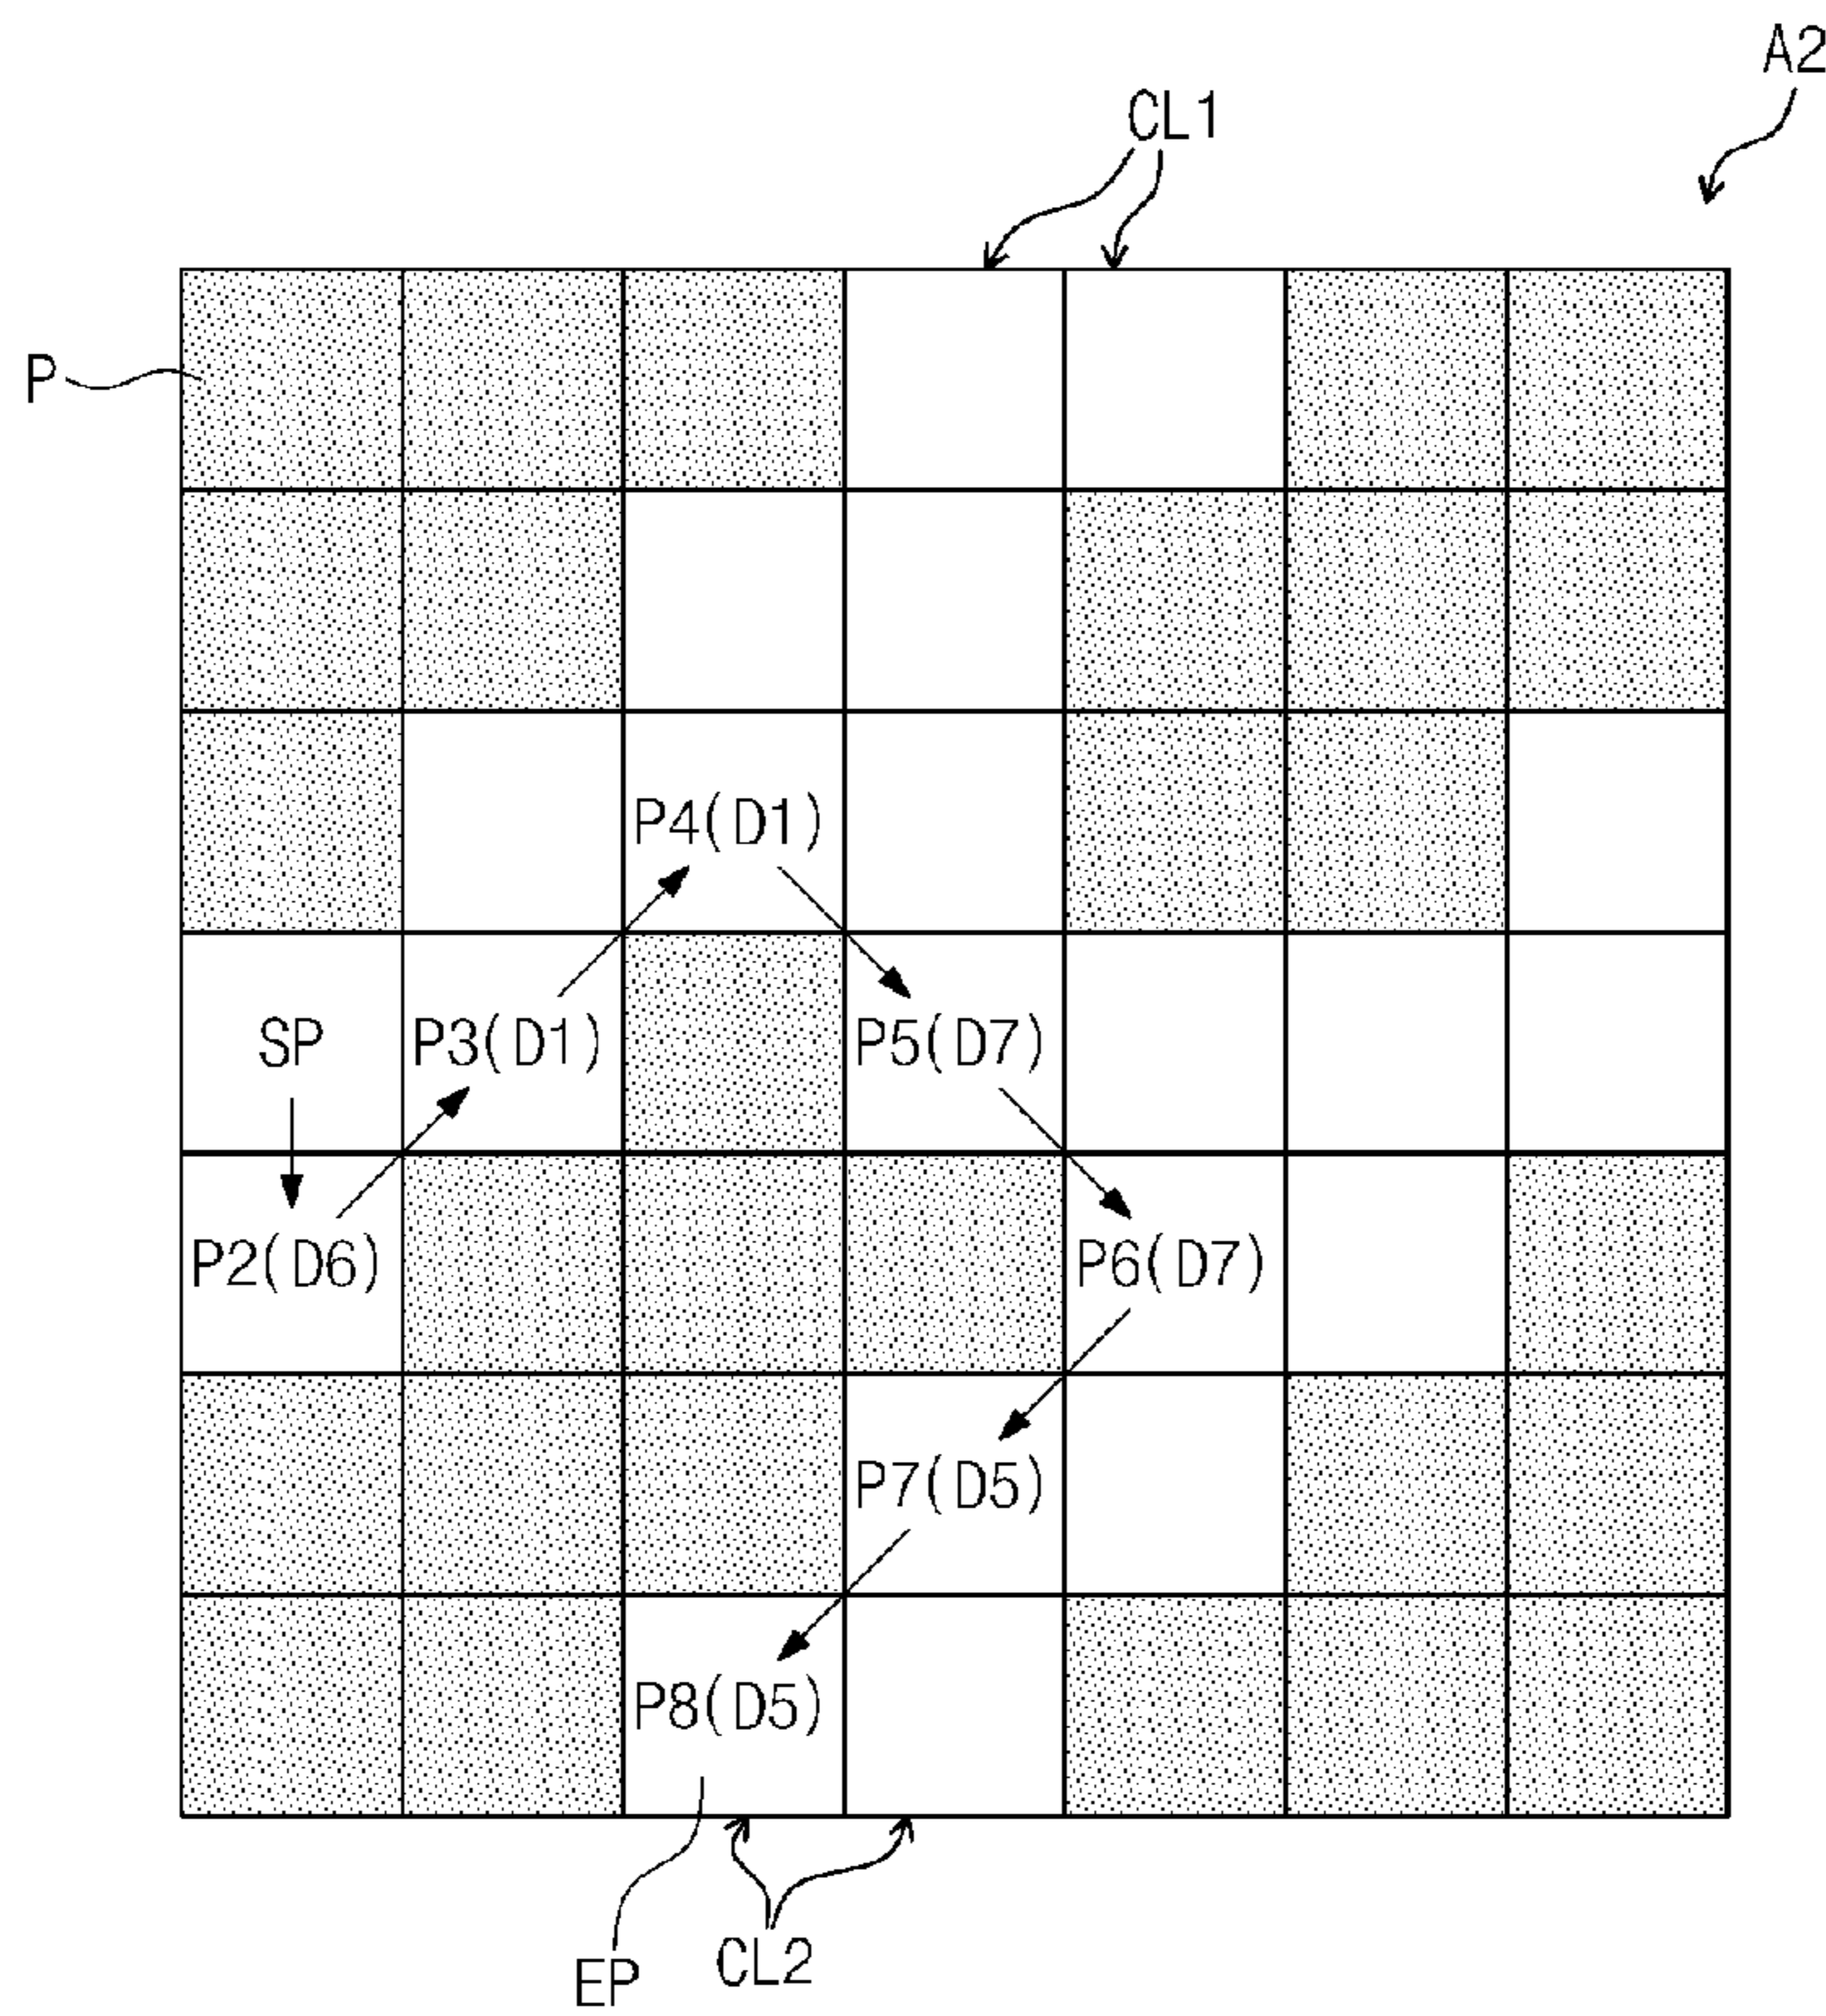 A2
CL1
P
P4(D1)
SP P3(D1) P5(D7)
P2(D6) P6(D7)
P7(D5)
P8(D5)
EP CL2